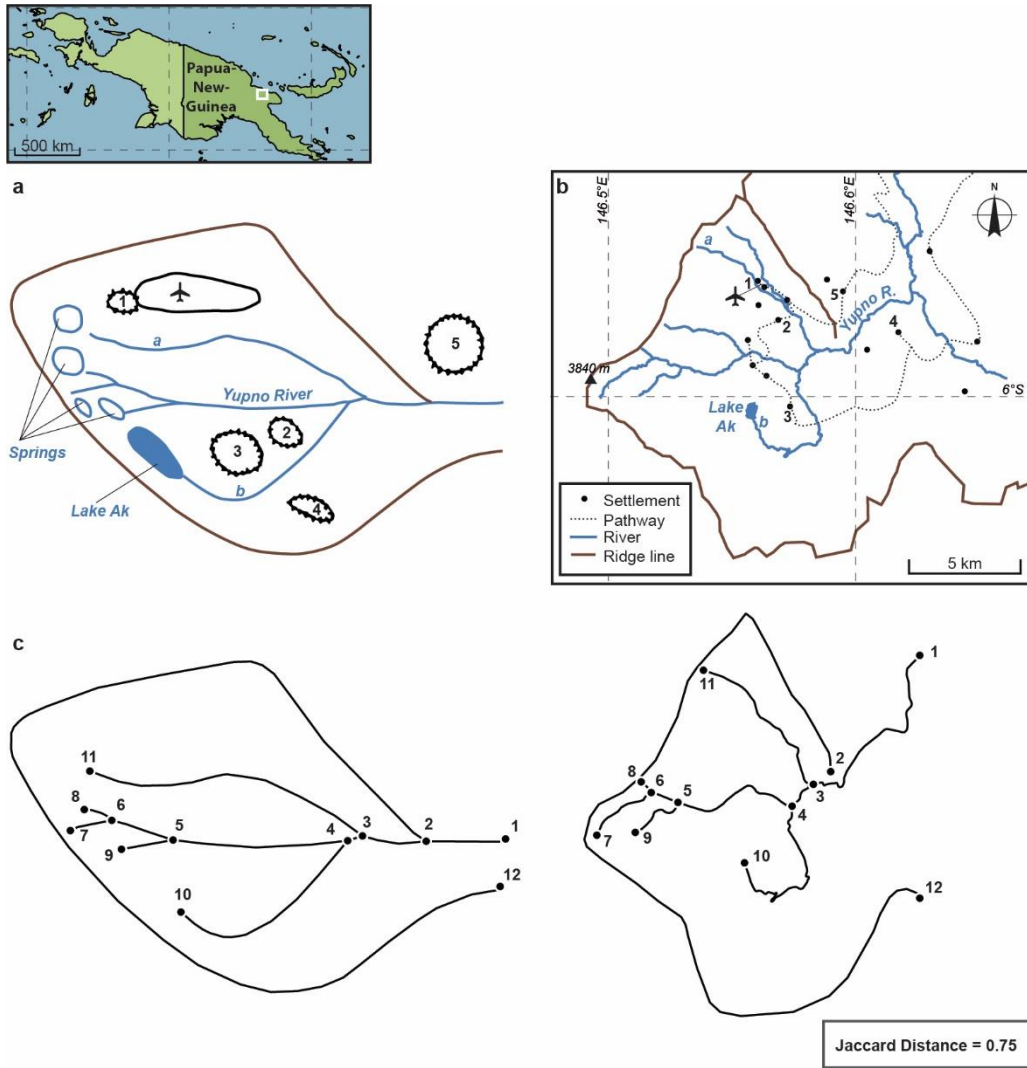 Papua-
New-
Guinea
500 km
a
1
5
a
Yupno River
2
3
Springs
b
Lake Ak
4
b
146.5°E
146.6°E
N
a
1
5
Yupno R.
2
4
3840 m
6°S
Lake
Ak
b
3
Settlement
Pathway
River
Ridge line
5 km
c
11
8
6
7
5
9
4
3
2
1
12
10
1
11
2
8
6
5
3
4
7
9
10
12
Jaccard Distance = 0.75